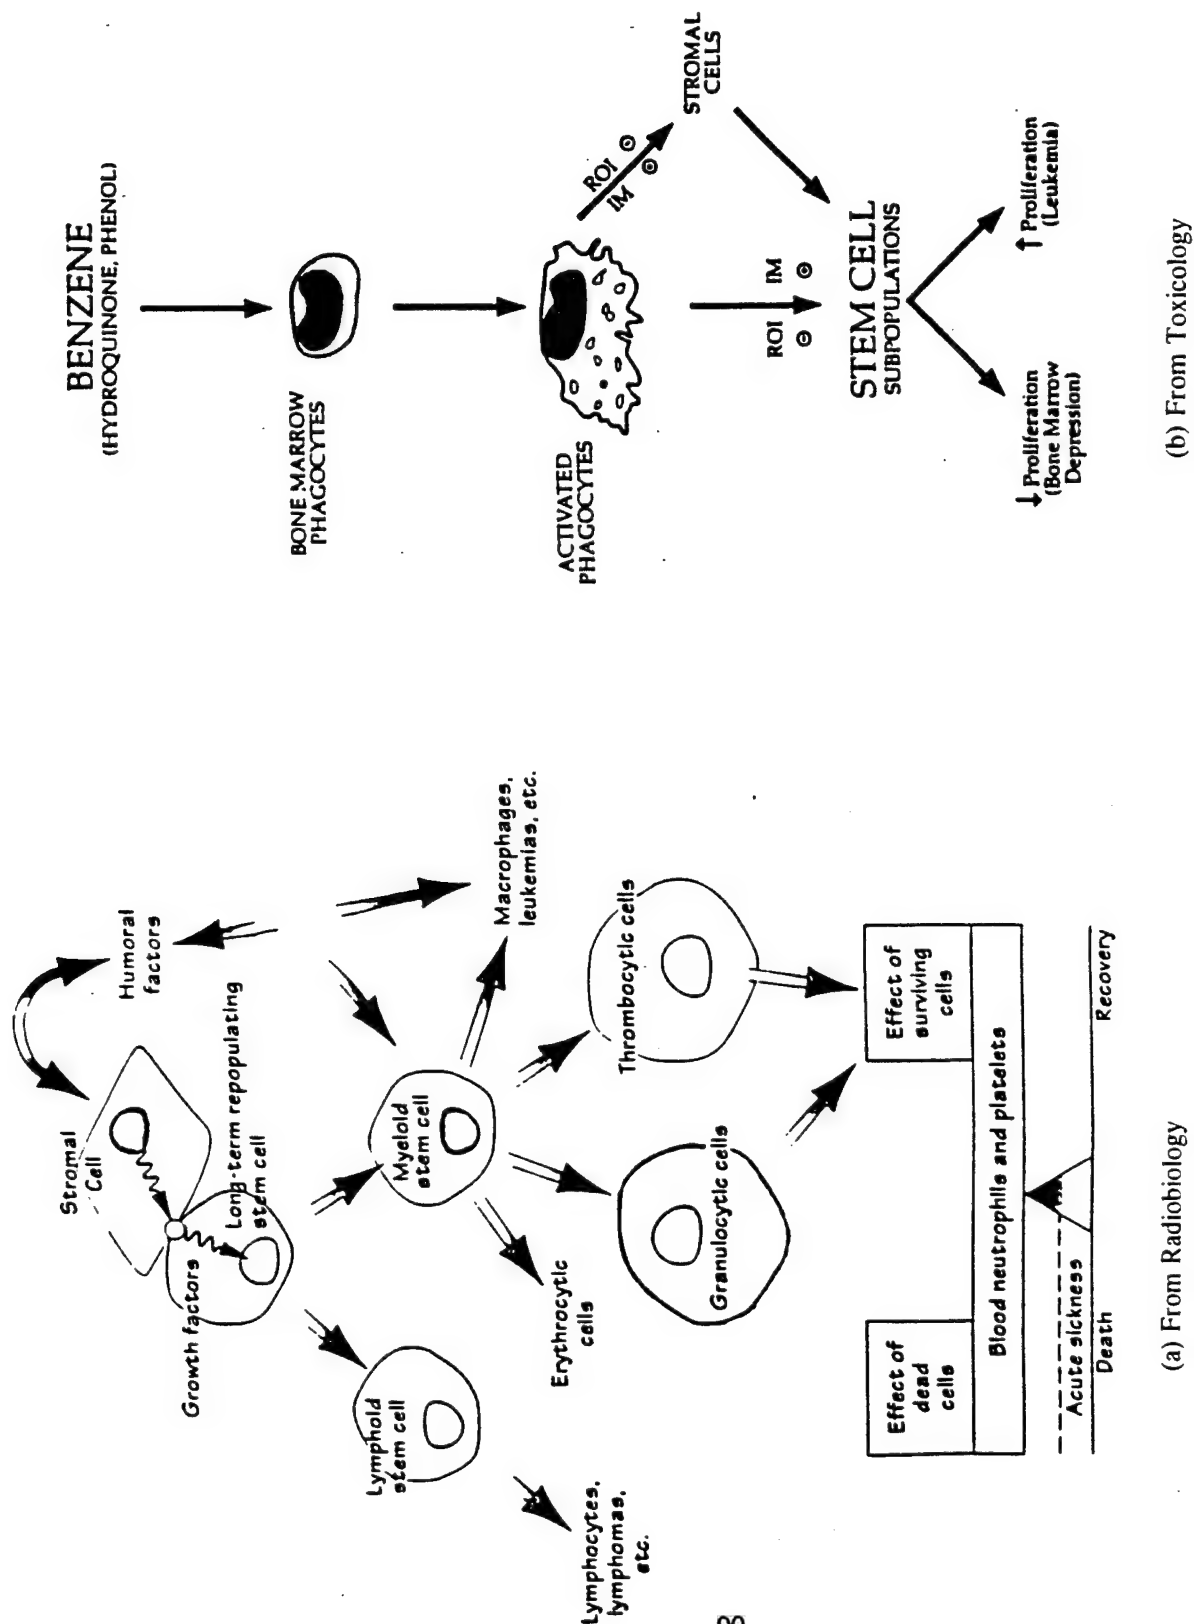 Stromal
Cell
Humoral
factors
Growth factors
Long-term repopulating
stem cell
Lymphoid
stem cell
Myeloid
stem cell
Lymphocytes,
lymphomas,
etc.
Erythrocytic
cells
Macrophages,
leukemias, etc.
Granulocytic cells
Thrombocytic cells
Effect of
dead
cells
Effect of
surviving
cells
Blood neutrophils and platelets
Acute sickness
Death
Recovery
(a) From Radiobiology
BENZENE
(HYDROQUINONE, PHENOL)
BONE MARROW
PHAGOCYTES
ACTIVATED
PHAGOCYTES
ROI ⊖
IM ⊕
STROMAL
CELLS
ROI IM
⊖ ⊕
STEM CELL
SUBPOPULATIONS
↓ Proliferation
(Bone Marrow
Depression)
↑ Proliferation
(Leukemia)
(b) From Toxicology